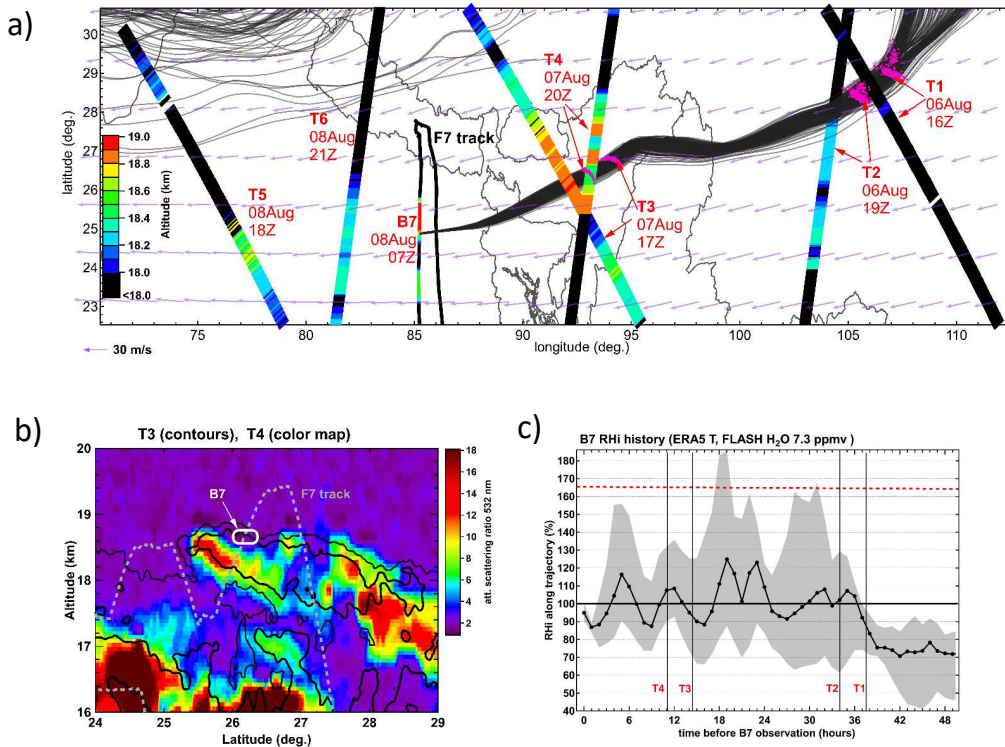 a)
30
29
28
27
26
25
24
23
latitude (deg.)
T4
07Aug
20Z
T1
06Aug
16Z
T6
08Aug
21Z
F7 track
19.0
18.8
18.6
18.4
18.2
18.0
<18.0
Altitude (km)
T5
08Aug
18Z
B7
08Aug
07Z
T3
07Aug
17Z
T2
06Aug
19Z
75 80 85 90 95 100 105 110
longitude (deg.)
30 m/s
b)
T3 (contours), T4 (color map)
20
19
18
17
16
Altitude (km)
B7
F7 track
24 25 26 27 28 29
Latitude (deg.)
18
16
14
12
10
8
6
4
2
att. scattering ratio 532 nm
c)
B7 RHi history (ERA5 T, FLASH H₂O 7.3 ppmv )
180
170
160
150
140
130
120
110
100
90
80
70
60
50
40
RHi along trajectory (%)
T4 T3 T2 T1
0 6 12 18 24 30 36 42 48
time before B7 observation (hours)